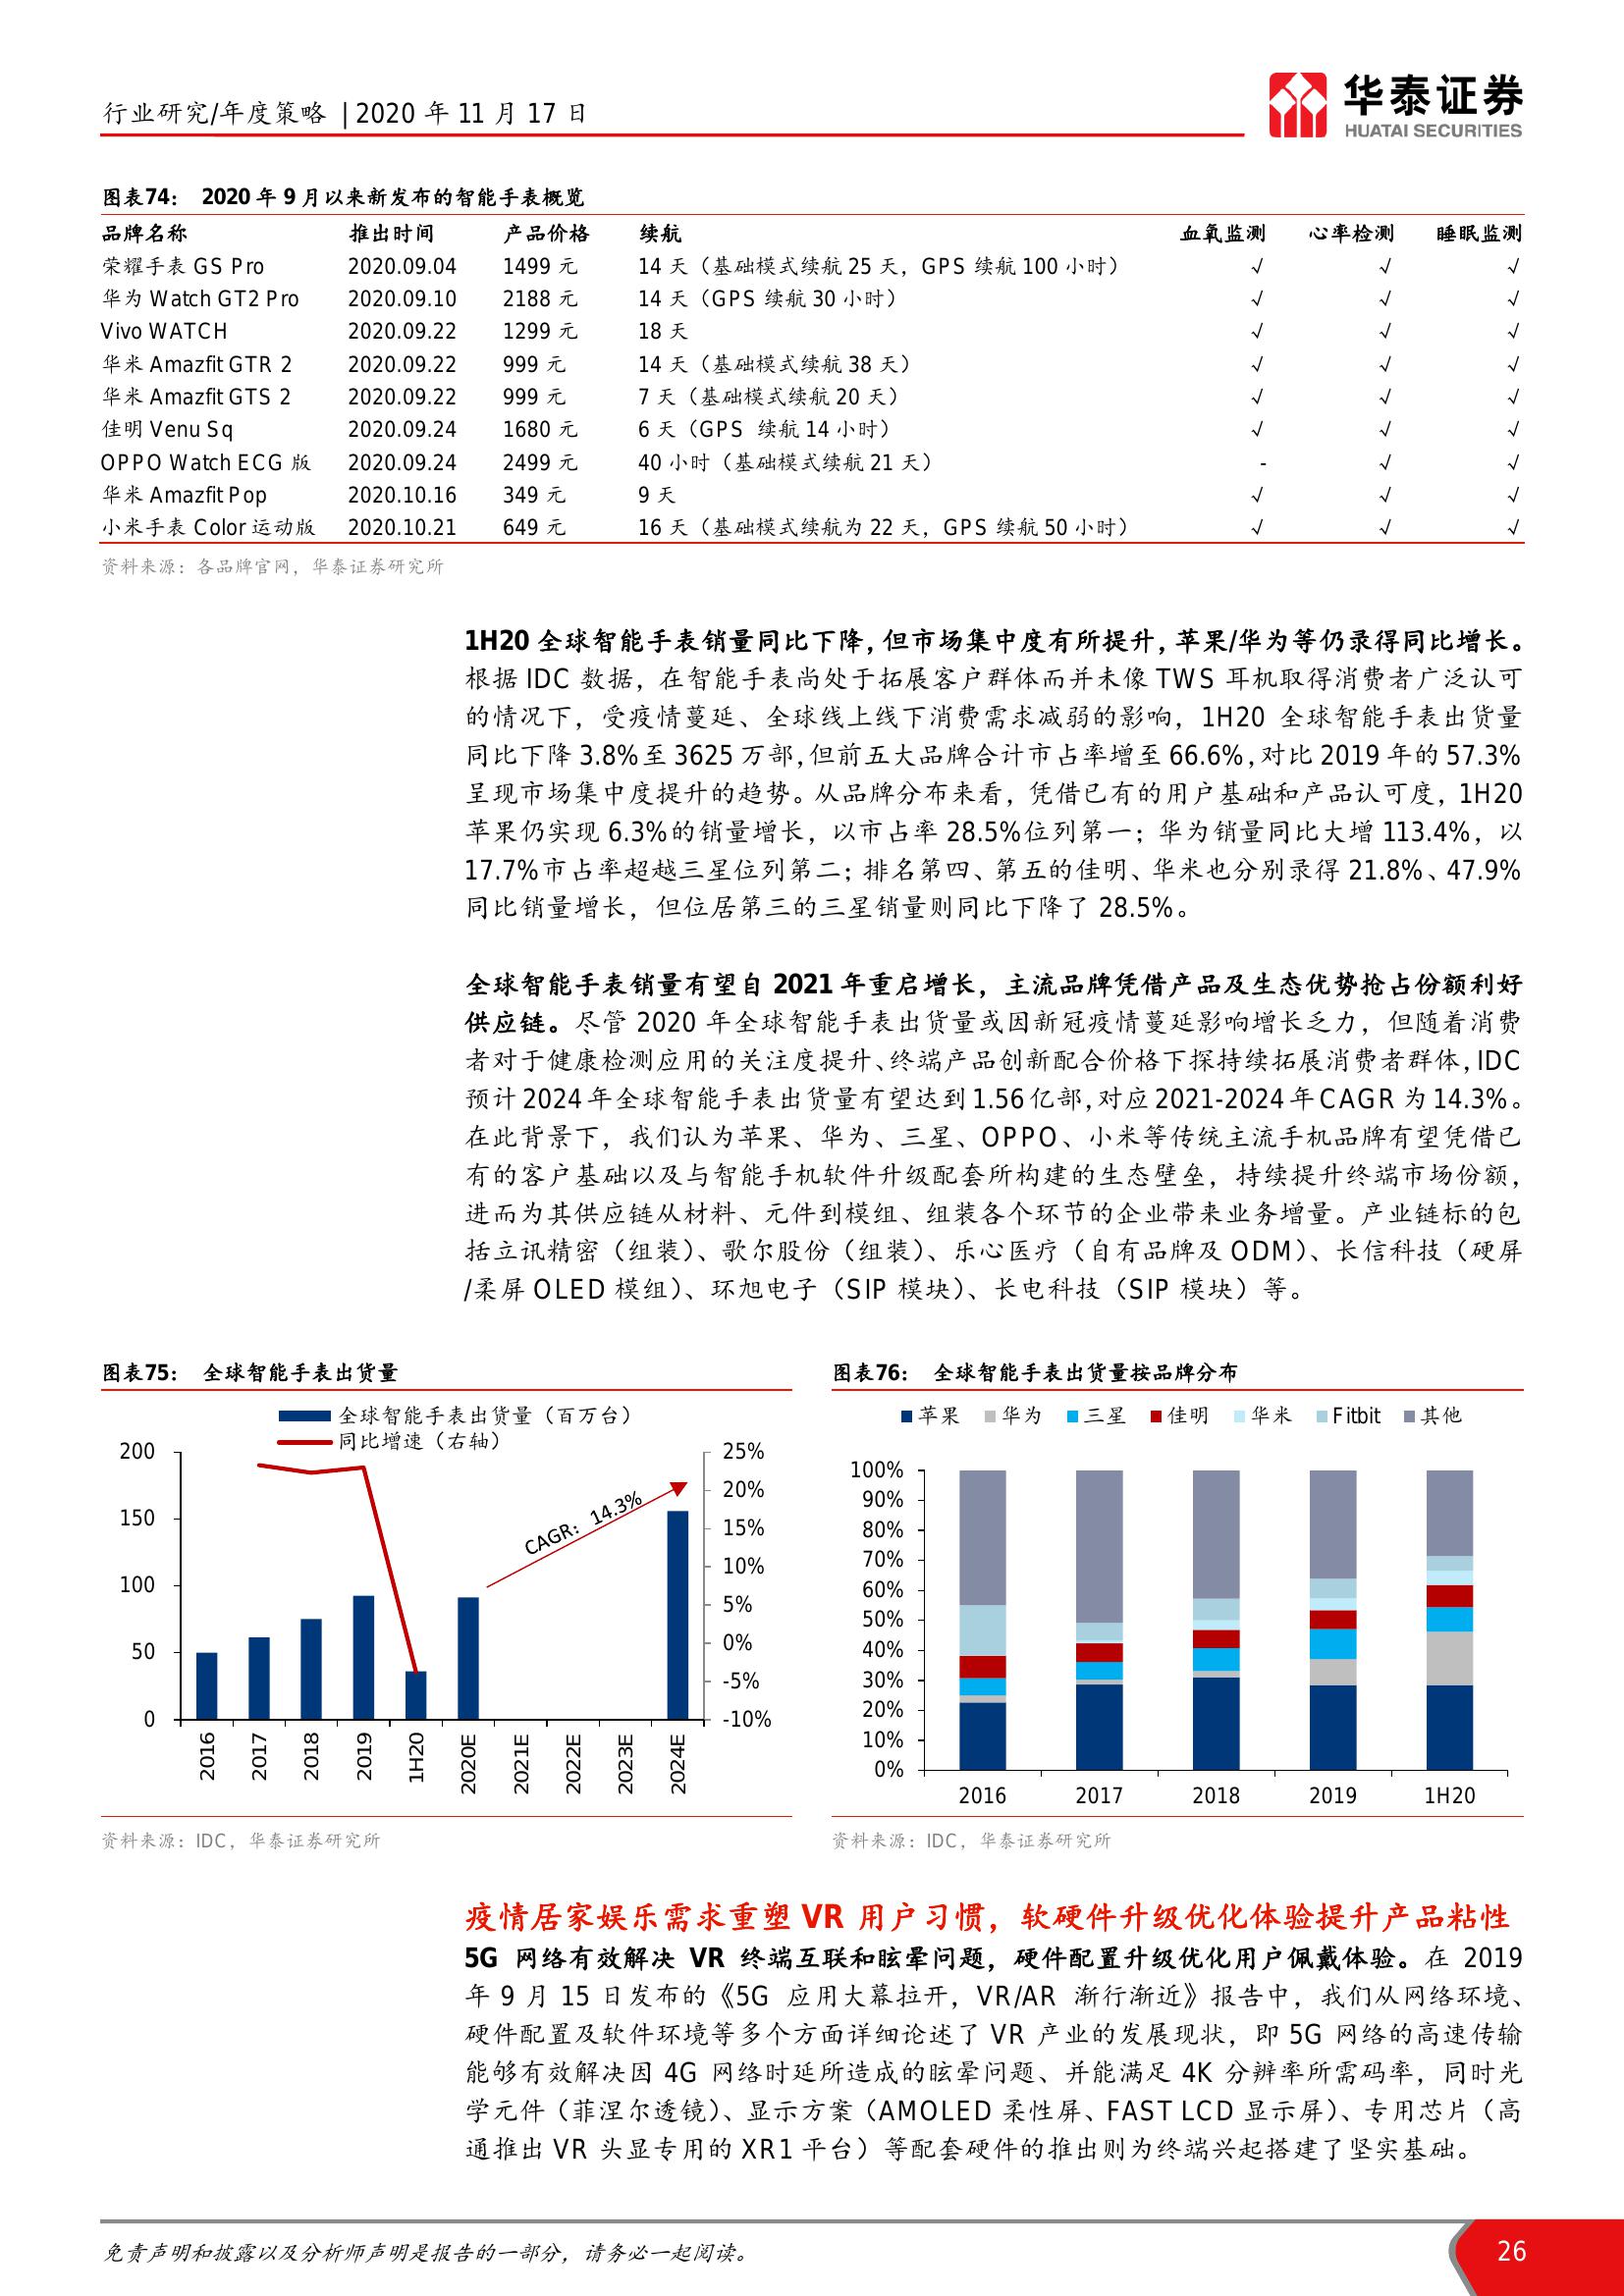 行业研究/年度策略 | 2020 年 11 月 17 日
华泰证券
HUATAI SECURITIES
图表74： 2020 年 9 月以来新发布的智能手表概览
品牌名称 推出时间 产品价格 续航 血氧监测 心率检测 睡眠监测
荣耀手表 GS Pro 2020.09.04 1499 元 14 天（基础模式续航 25 天，GPS 续航 100 小时） √ √ √
华为 Watch GT2 Pro 2020.09.10 2188 元 14 天（GPS 续航 30 小时） √ √ √
Vivo WATCH 2020.09.22 1299 元 18 天 √ √ √
华米 Amazfit GTR 2 2020.09.22 999 元 14 天（基础模式续航 38 天） √ √ √
华米 Amazfit GTS 2 2020.09.22 999 元 7 天（基础模式续航 20 天） √ √ √
佳明 Venu Sq 2020.09.24 1680 元 6 天（GPS 续航 14 小时） √ √ √
OPPO Watch ECG 版 2020.09.24 2499 元 40 小时（基础模式续航 21 天） - √ √
华米 Amazfit Pop 2020.10.16 349 元 9 天 √ √ √
小米手表 Color 运动版 2020.10.21 649 元 16 天（基础模式续航为 22 天，GPS 续航 50 小时） √ √ √
资料来源：各品牌官网，华泰证券研究所
1H20 全球智能手表销量同比下降，但市场集中度有所提升，苹果/华为等仍录得同比增长。
根据 IDC 数据，在智能手表尚处于拓展客户群体而并未像 TWS 耳机取得消费者广泛认可
的情况下，受疫情蔓延、全球线上线下消费需求减弱的影响，1H20 全球智能手表出货量
同比下降 3.8%至 3625 万部，但前五大品牌合计市占率增至 66.6%，对比 2019 年的 57.3%
呈现市场集中度提升的趋势。从品牌分布来看，凭借已有的用户基础和产品认可度，1H20
苹果仍实现 6.3%的销量增长，以市占率 28.5%位列第一；华为销量同比大增 113.4%，以
17.7%市占率超越三星位列第二；排名第四、第五的佳明、华米也分别录得 21.8%、47.9%
同比销量增长，但位居第三的三星销量则同比下降了 28.5%。
全球智能手表销量有望自 2021 年重启增长，主流品牌凭借产品及生态优势抢占份额利好
供应链。尽管 2020 年全球智能手表出货量或因新冠疫情蔓延影响增长乏力，但随着消费
者对于健康检测应用的关注度提升、终端产品创新配合价格下探持续拓展消费者群体，IDC
预计 2024 年全球智能手表出货量有望达到 1.56 亿部，对应 2021-2024 年 CAGR 为 14.3%。
在此背景下，我们认为苹果、华为、三星、OPPO、小米等传统主流手机品牌有望凭借已
有的客户基础以及与智能手机软件升级配套所构建的生态壁垒，持续提升终端市场份额，
进而为其供应链从材料、元件到模组、组装各个环节的企业带来业务增量。产业链标的包
括立讯精密（组装）、歌尔股份（组装）、乐心医疗（自有品牌及 ODM）、长信科技（硬屏
/柔屏 OLED 模组）、环旭电子（SIP 模块）、长电科技（SIP 模块）等。
图表75： 全球智能手表出货量
全球智能手表出货量（百万台）
同比增速（右轴）
200
150
100
50
0
25%
20%
15%
10%
5%
0%
-5%
-10%
CAGR：14.3%
2016 2017 2018 2019 1H20 2020E 2021E 2022E 2023E 2024E
资料来源：IDC，华泰证券研究所
图表76： 全球智能手表出货量按品牌分布
苹果 华为 三星 佳明 华米 Fitbit 其他
100%
90%
80%
70%
60%
50%
40%
30%
20%
10%
0%
2016 2017 2018 2019 1H20
资料来源：IDC，华泰证券研究所
疫情居家娱乐需求重塑 VR 用户习惯，软硬件升级优化体验提升产品粘性
5G 网络有效解决 VR 终端互联和眩晕问题，硬件配置升级优化用户佩戴体验。在 2019
年 9 月 15 日发布的《5G 应用大幕拉开，VR/AR 渐行渐近》报告中，我们从网络环境、
硬件配置及软件环境等多个方面详细论述了 VR 产业的发展现状，即 5G 网络的高速传输
能够有效解决因 4G 网络时延所造成的眩晕问题、并能满足 4K 分辨率所需码率，同时光
学元件（菲涅尔透镜）、显示方案（AMOLED 柔性屏、FAST LCD 显示屏）、专用芯片（高
通推出 VR 头显专用的 XR1 平台）等配套硬件的推出则为终端兴起搭建了坚实基础。
免责声明和披露以及分析师声明是报告的一部分，请务必一起阅读。
26